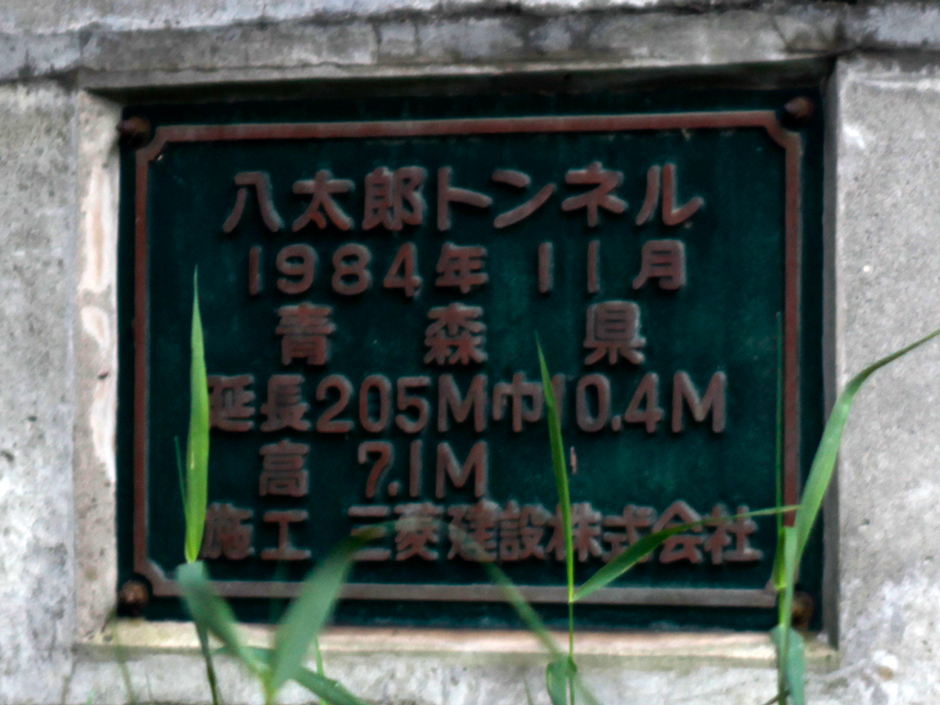 八太郎トンネル
1984年 11月
青森県
延長205M巾10.4M
高 7.1M
施工 三菱建設株式会社